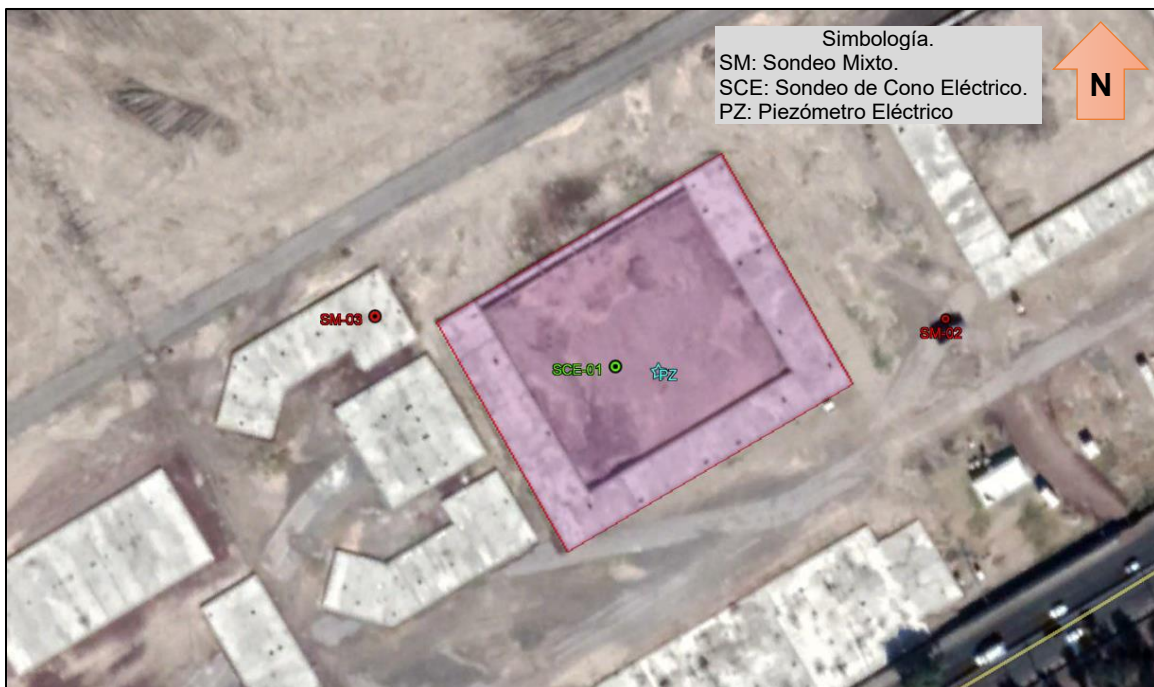 Simbología.
SM: Sondeo Mixto.
SCE: Sondeo de Cono Eléctrico.
PZ: Piezómetro Eléctrico
N
SM-03
SM-02
SCE-01
PZ